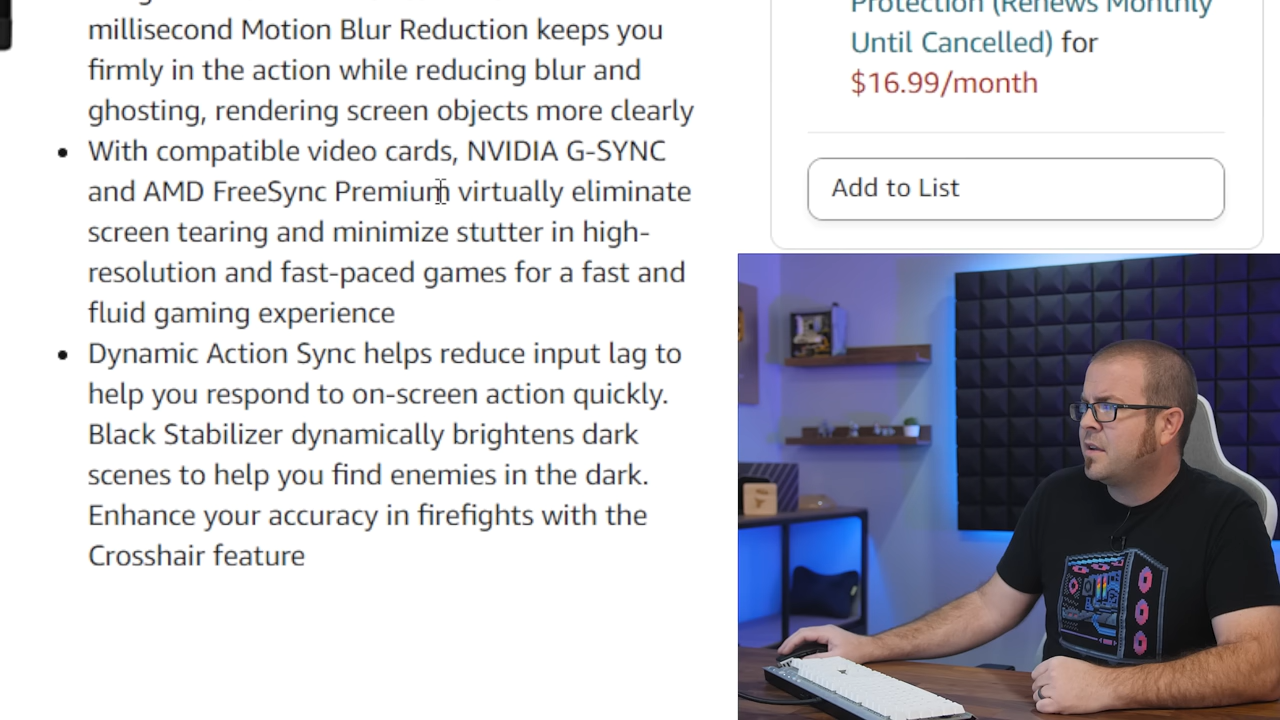 millisecond Motion Blur Reduction keeps you
firmly in the action while reducing blur and
ghosting, rendering screen objects more clearly
With compatible video cards, NVIDIA G-SYNC
and AMD FreeSync Premium virtually eliminate
screen tearing and minimize stutter in high-
resolution and fast-paced games for a fast and
fluid gaming experience
Dynamic Action Sync helps reduce input lag to
help you respond to on-screen action quickly.
Black Stabilizer dynamically brightens dark
scenes to help you find enemies in the dark.
Enhance your accuracy in firefights with the
Crosshair feature
Protection (Renews Monthly
Until Cancelled) for
$16.99/month
Add to List